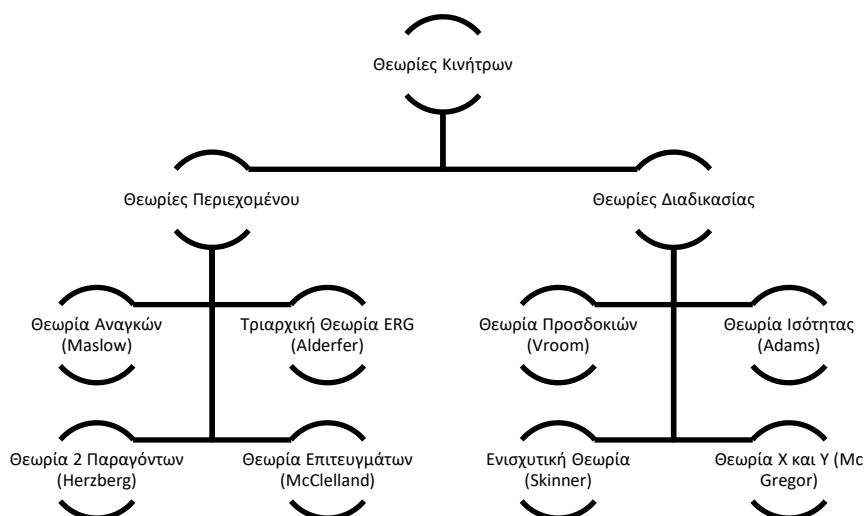 Θεωρίες Κινήτρων
Θεωρίες Περιεχομένου
Θεωρίες Διαδικασίας
Θεωρία Αναγκών
(Maslow)
Τριαρχική Θεωρία ERG
(Alderfer)
Θεωρία Προσδοκιών
(Vroom)
Θεωρία Ισότητας
(Adams)
Θεωρία 2 Παραγόντων
(Herzberg)
Θεωρία Επιτευγμάτων
(McClelland)
Ενισχυτική Θεωρία
(Skinner)
Θεωρία Χ και Υ (Mc
Gregor)